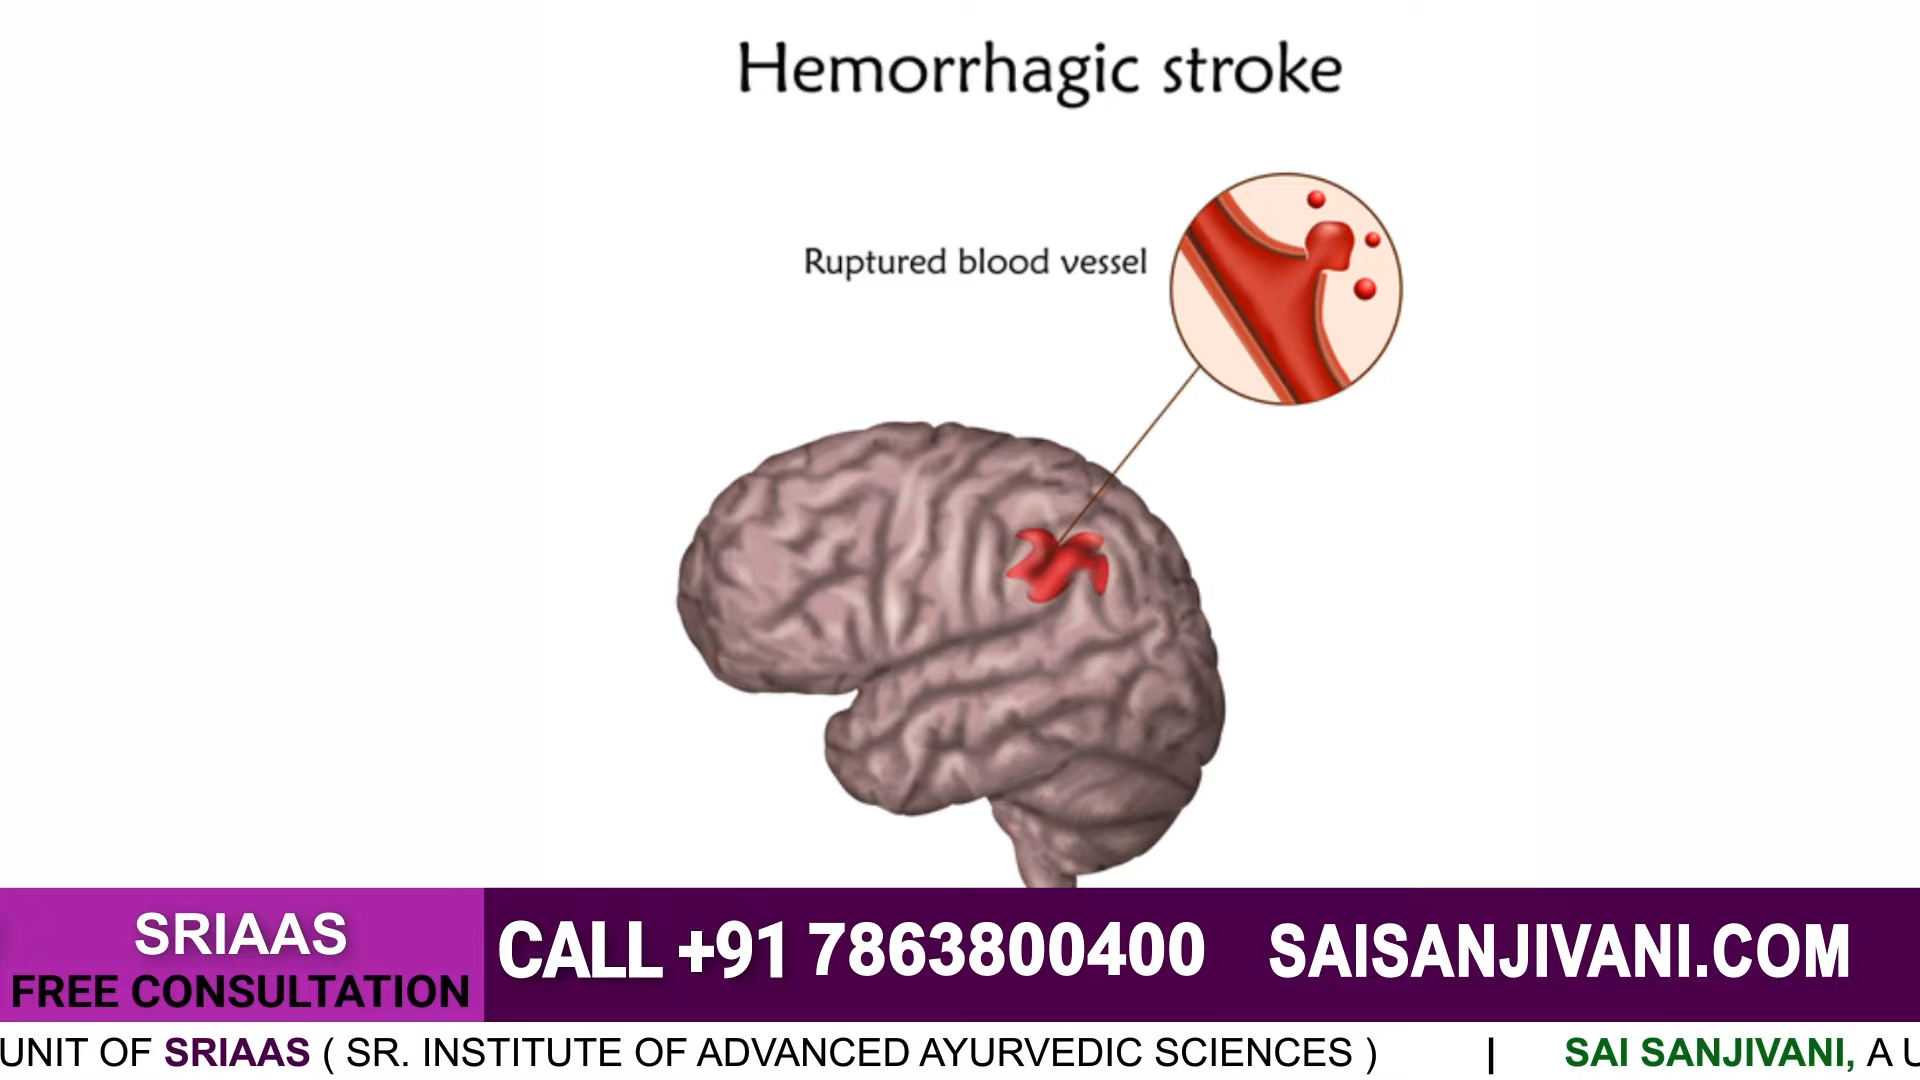 Hemorrhagic stroke
Ruptured blood vessel
SRIAAS
FREE CONSULTATION
CALL +91 7863800400 SAISANJIVANI.COM
UNIT OF SRIAAS ( SR. INSTITUTE OF ADVANCED AYURVEDIC SCIENCES ) | SAI SANJIVANI, A U